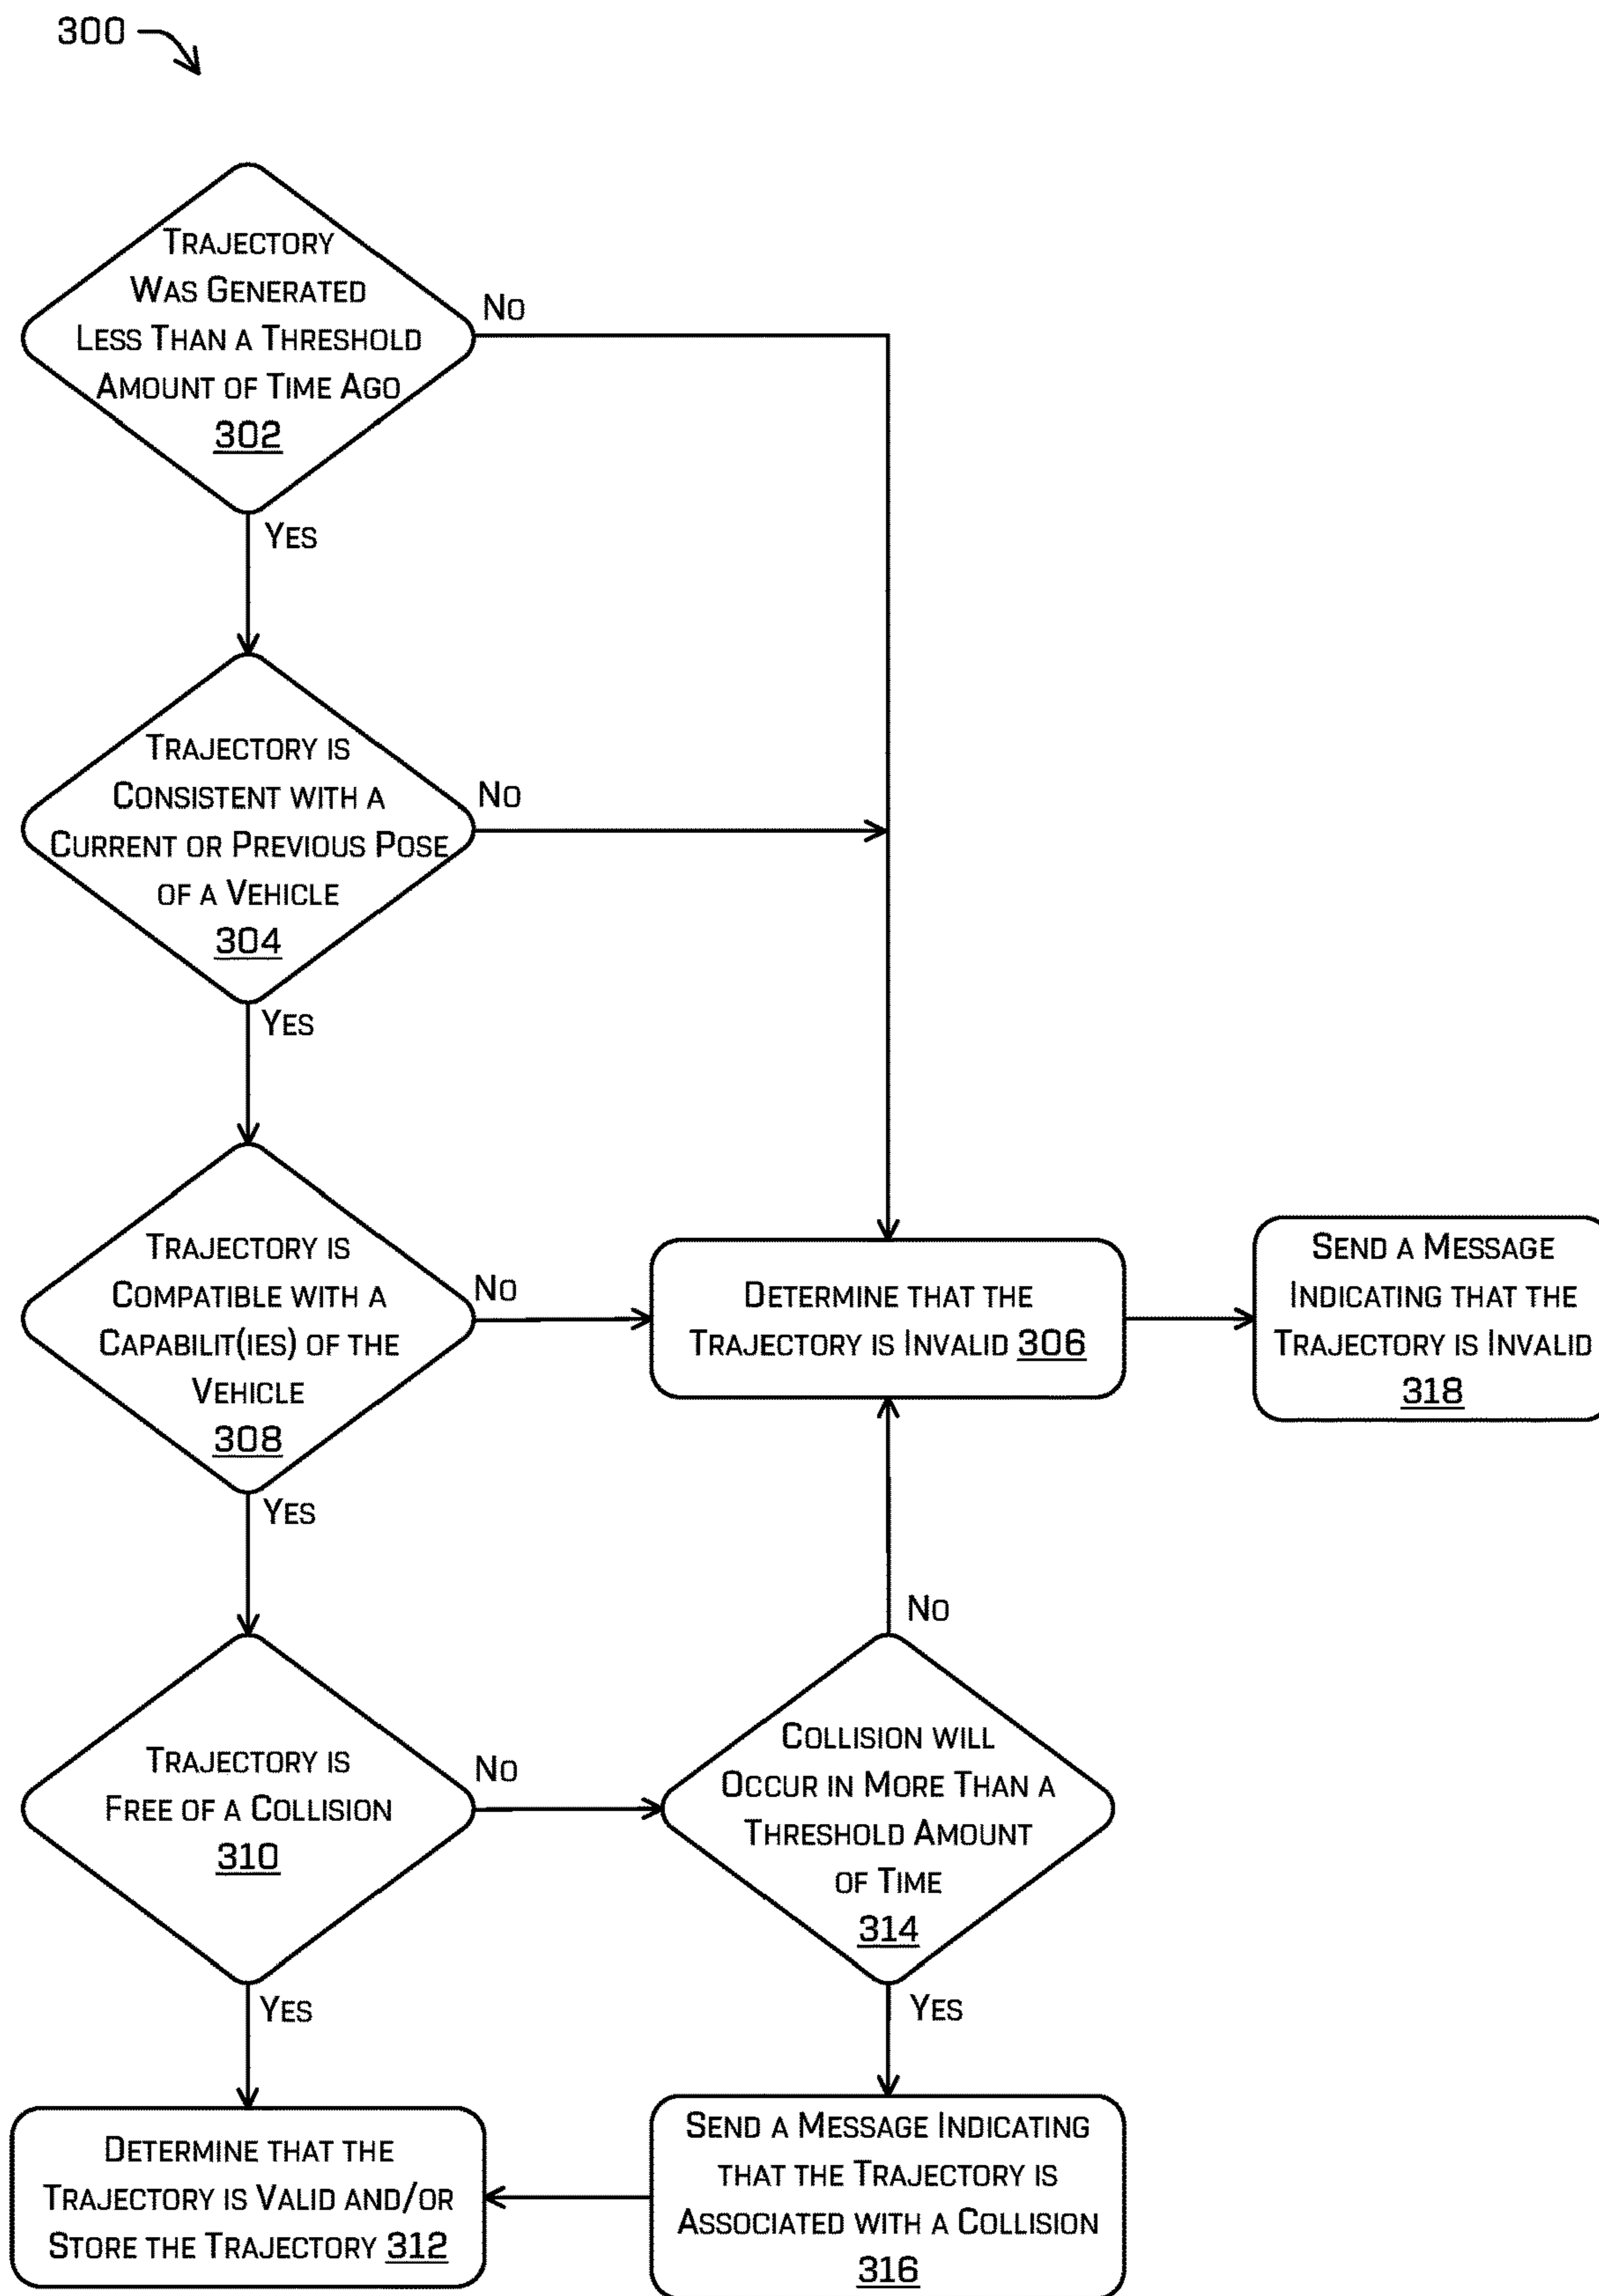 300
TRAJECTORY
WAS GENERATED
LESS THAN A THRESHOLD
AMOUNT OF TIME AGO
302
NO
YES
TRAJECTORY IS
CONSISTENT WITH A
CURRENT OR PREVIOUS POSE
OF A VEHICLE
304
NO
YES
TRAJECTORY IS
COMPATIBLE WITH A
CAPABILIT(IES) OF THE
VEHICLE
308
NO
YES
DETERMINE THAT THE
TRAJECTORY IS INVALID 306
SEND A MESSAGE
INDICATING THAT THE
TRAJECTORY IS INVALID
318
TRAJECTORY IS
FREE OF A COLLISION
310
NO
YES
COLLISION WILL
OCCUR IN MORE THAN A
THRESHOLD AMOUNT
OF TIME
314
NO
YES
DETERMINE THAT THE
TRAJECTORY IS VALID AND/OR
STORE THE TRAJECTORY 312
SEND A MESSAGE INDICATING
THAT THE TRAJECTORY IS
ASSOCIATED WITH A COLLISION
316